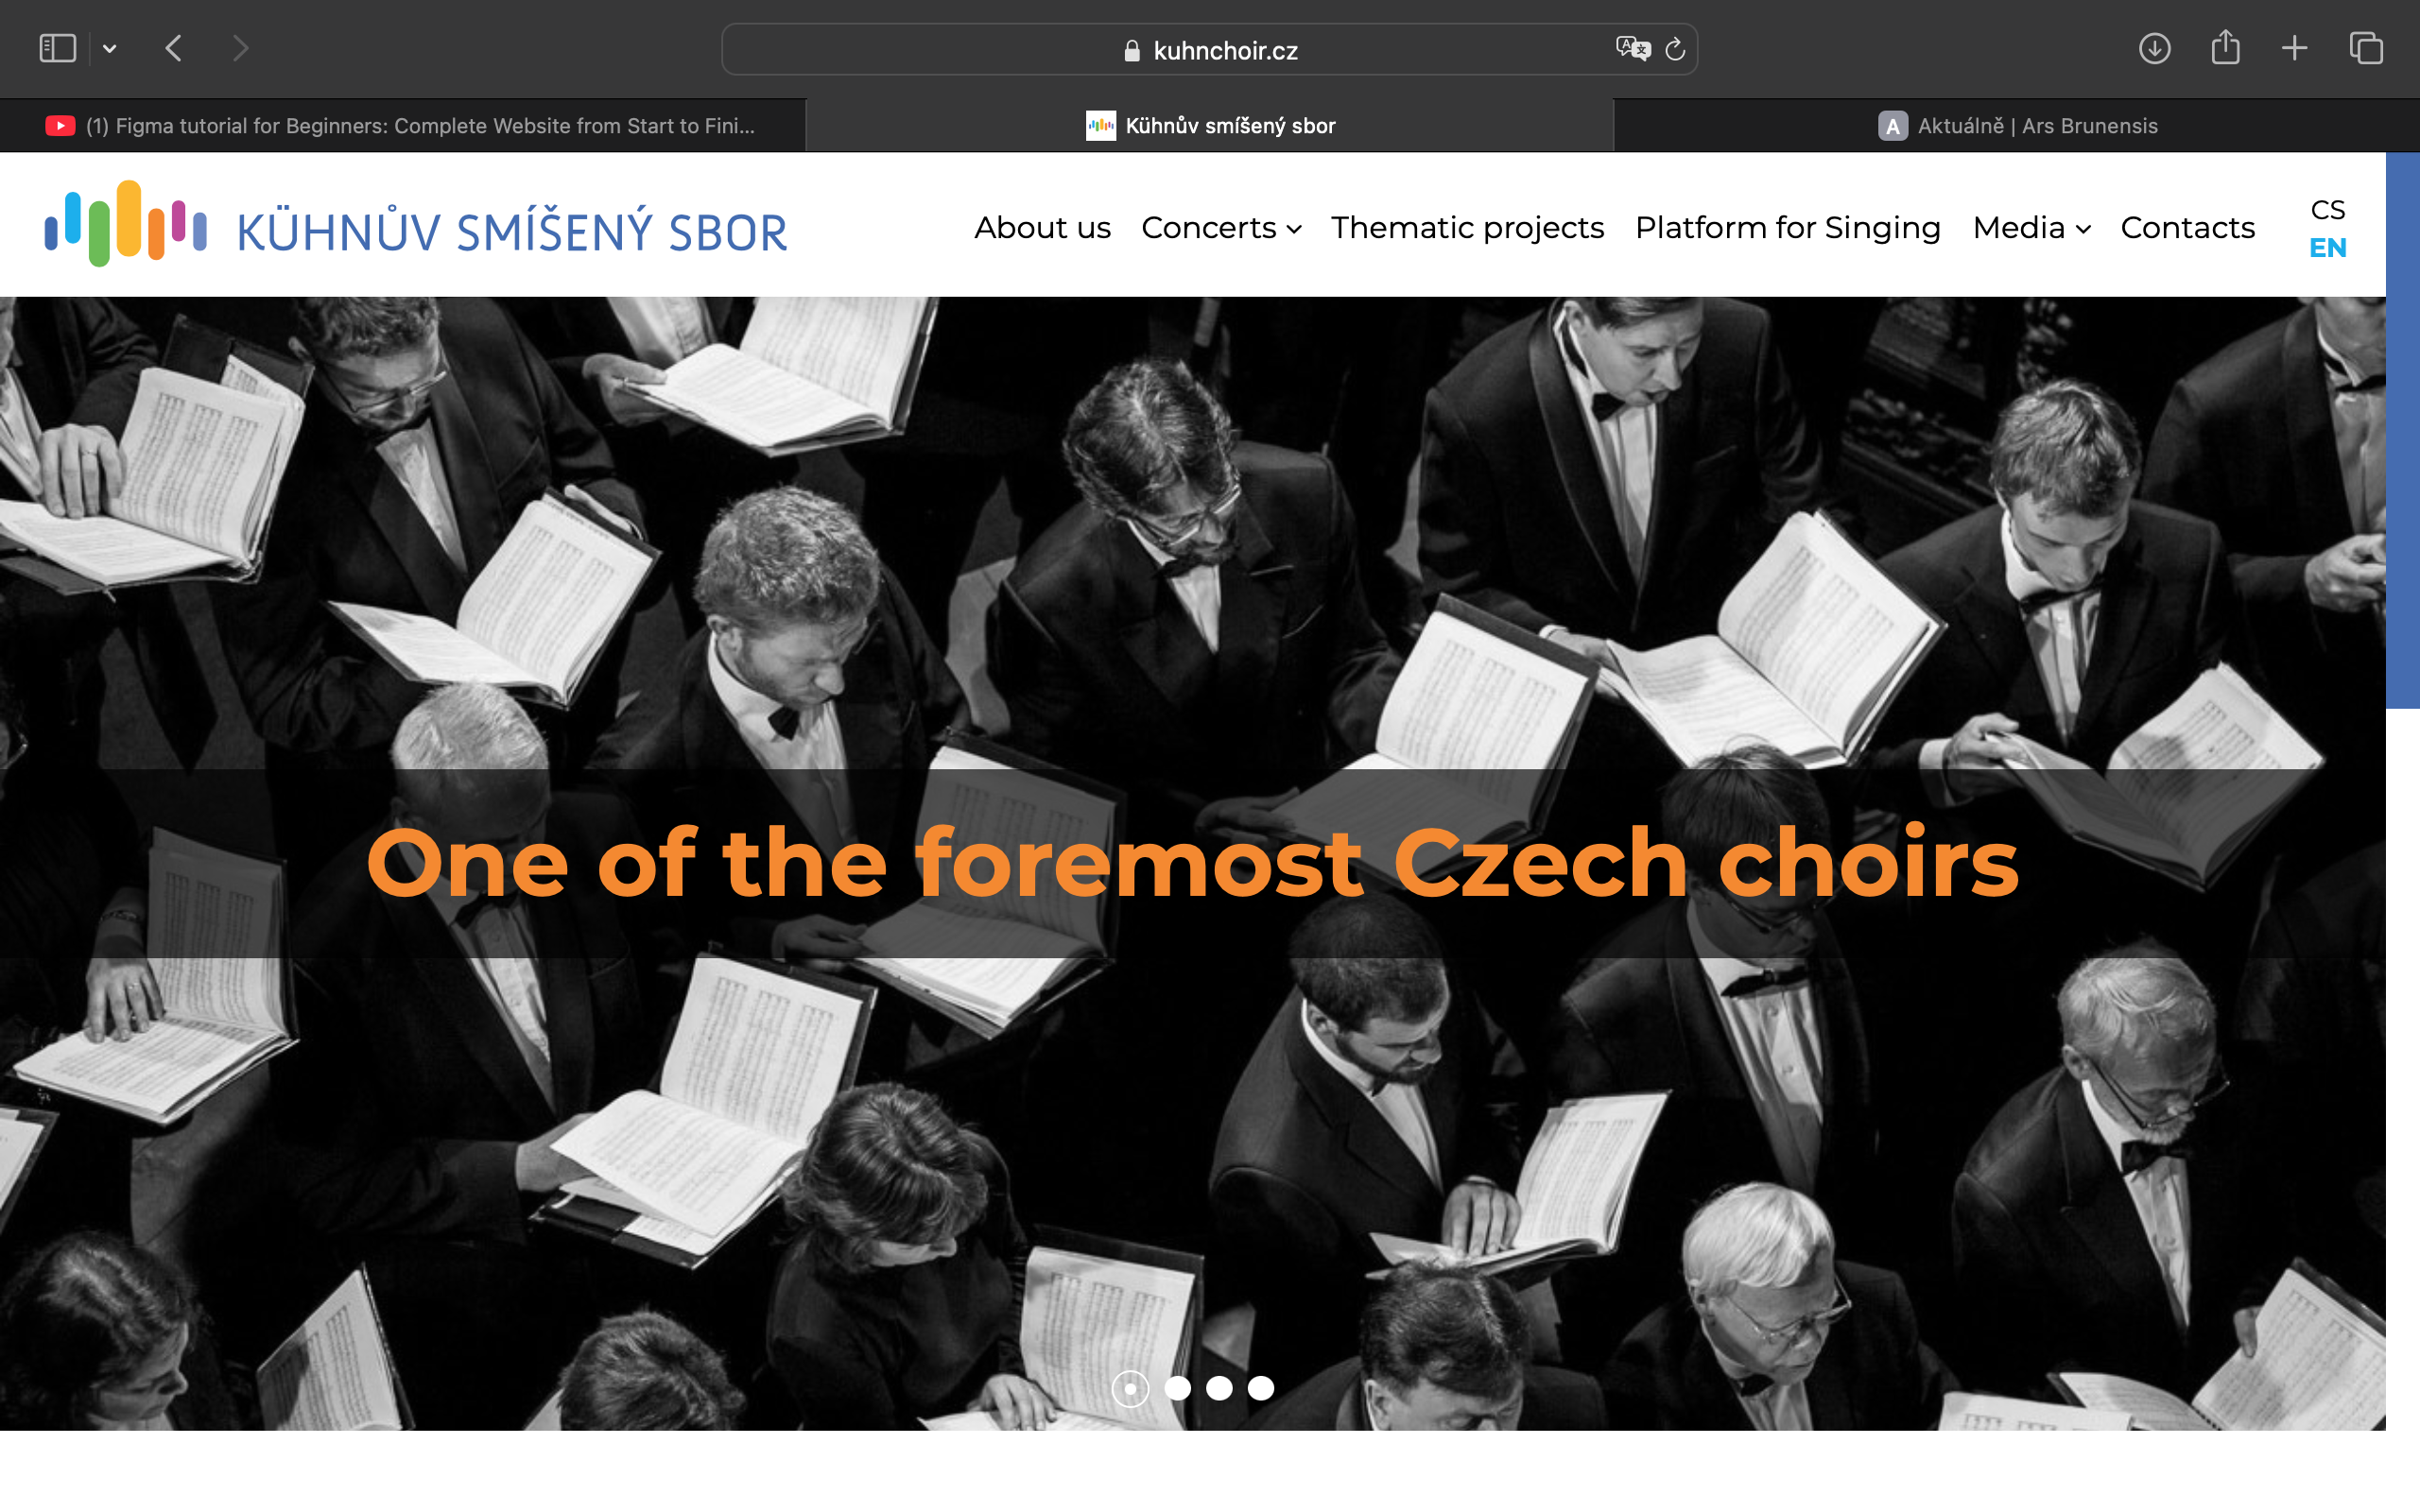 kuhnchoir.cz
(1) Figma tutorial for Beginners: Complete Website from Start to Fini...
Kühnův smíšený sbor
A Aktuálně | Ars Brunensis
KÜHNŮV SMÍŠENÝ SBOR
About us Concerts Thematic projects Platform for Singing Media Contacts
CS
EN
One of the foremost Czech choirs